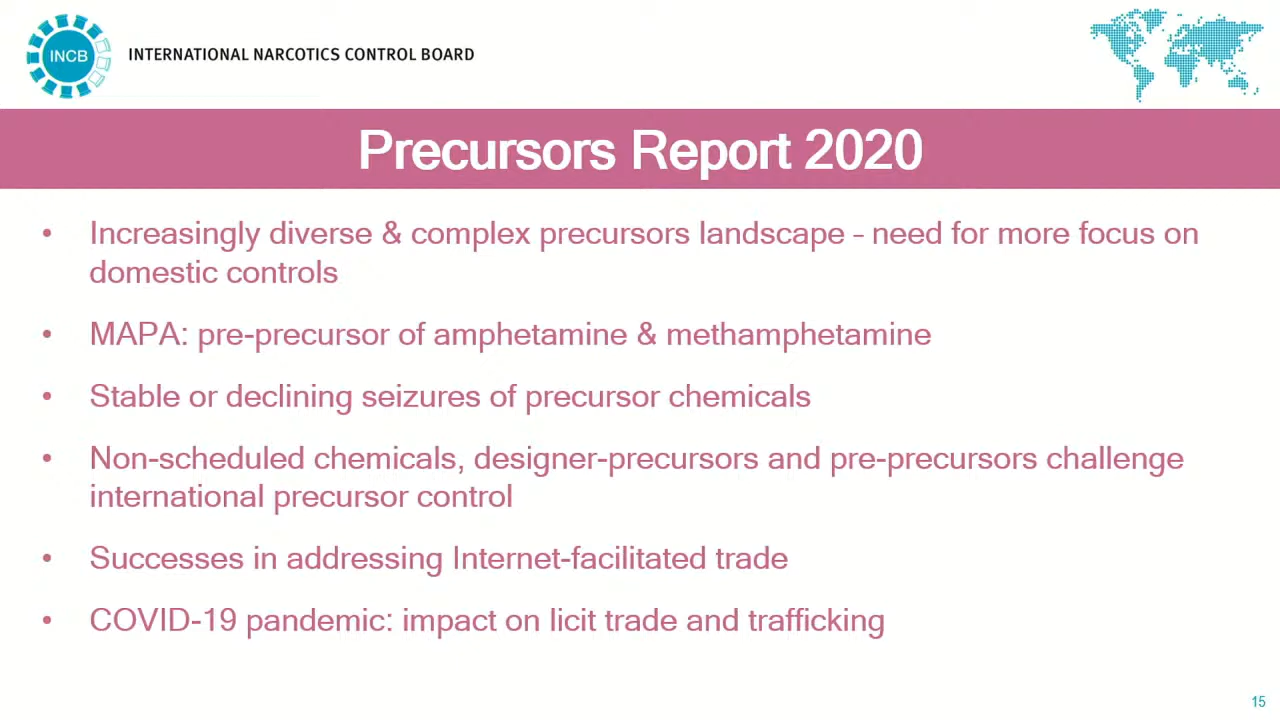 INCB
INTERNATIONAL NARCOTICS CONTROL BOARD
Precursors Report 2020
• Increasingly diverse & complex precursors landscape – need for more focus on
domestic controls
• MAPA: pre-precursor of amphetamine & methamphetamine
• Stable or declining seizures of precursor chemicals
• Non-scheduled chemicals, designer-precursors and pre-precursors challenge
international precursor control
• Successes in addressing Internet-facilitated trade
• COVID-19 pandemic: impact on licit trade and trafficking
15